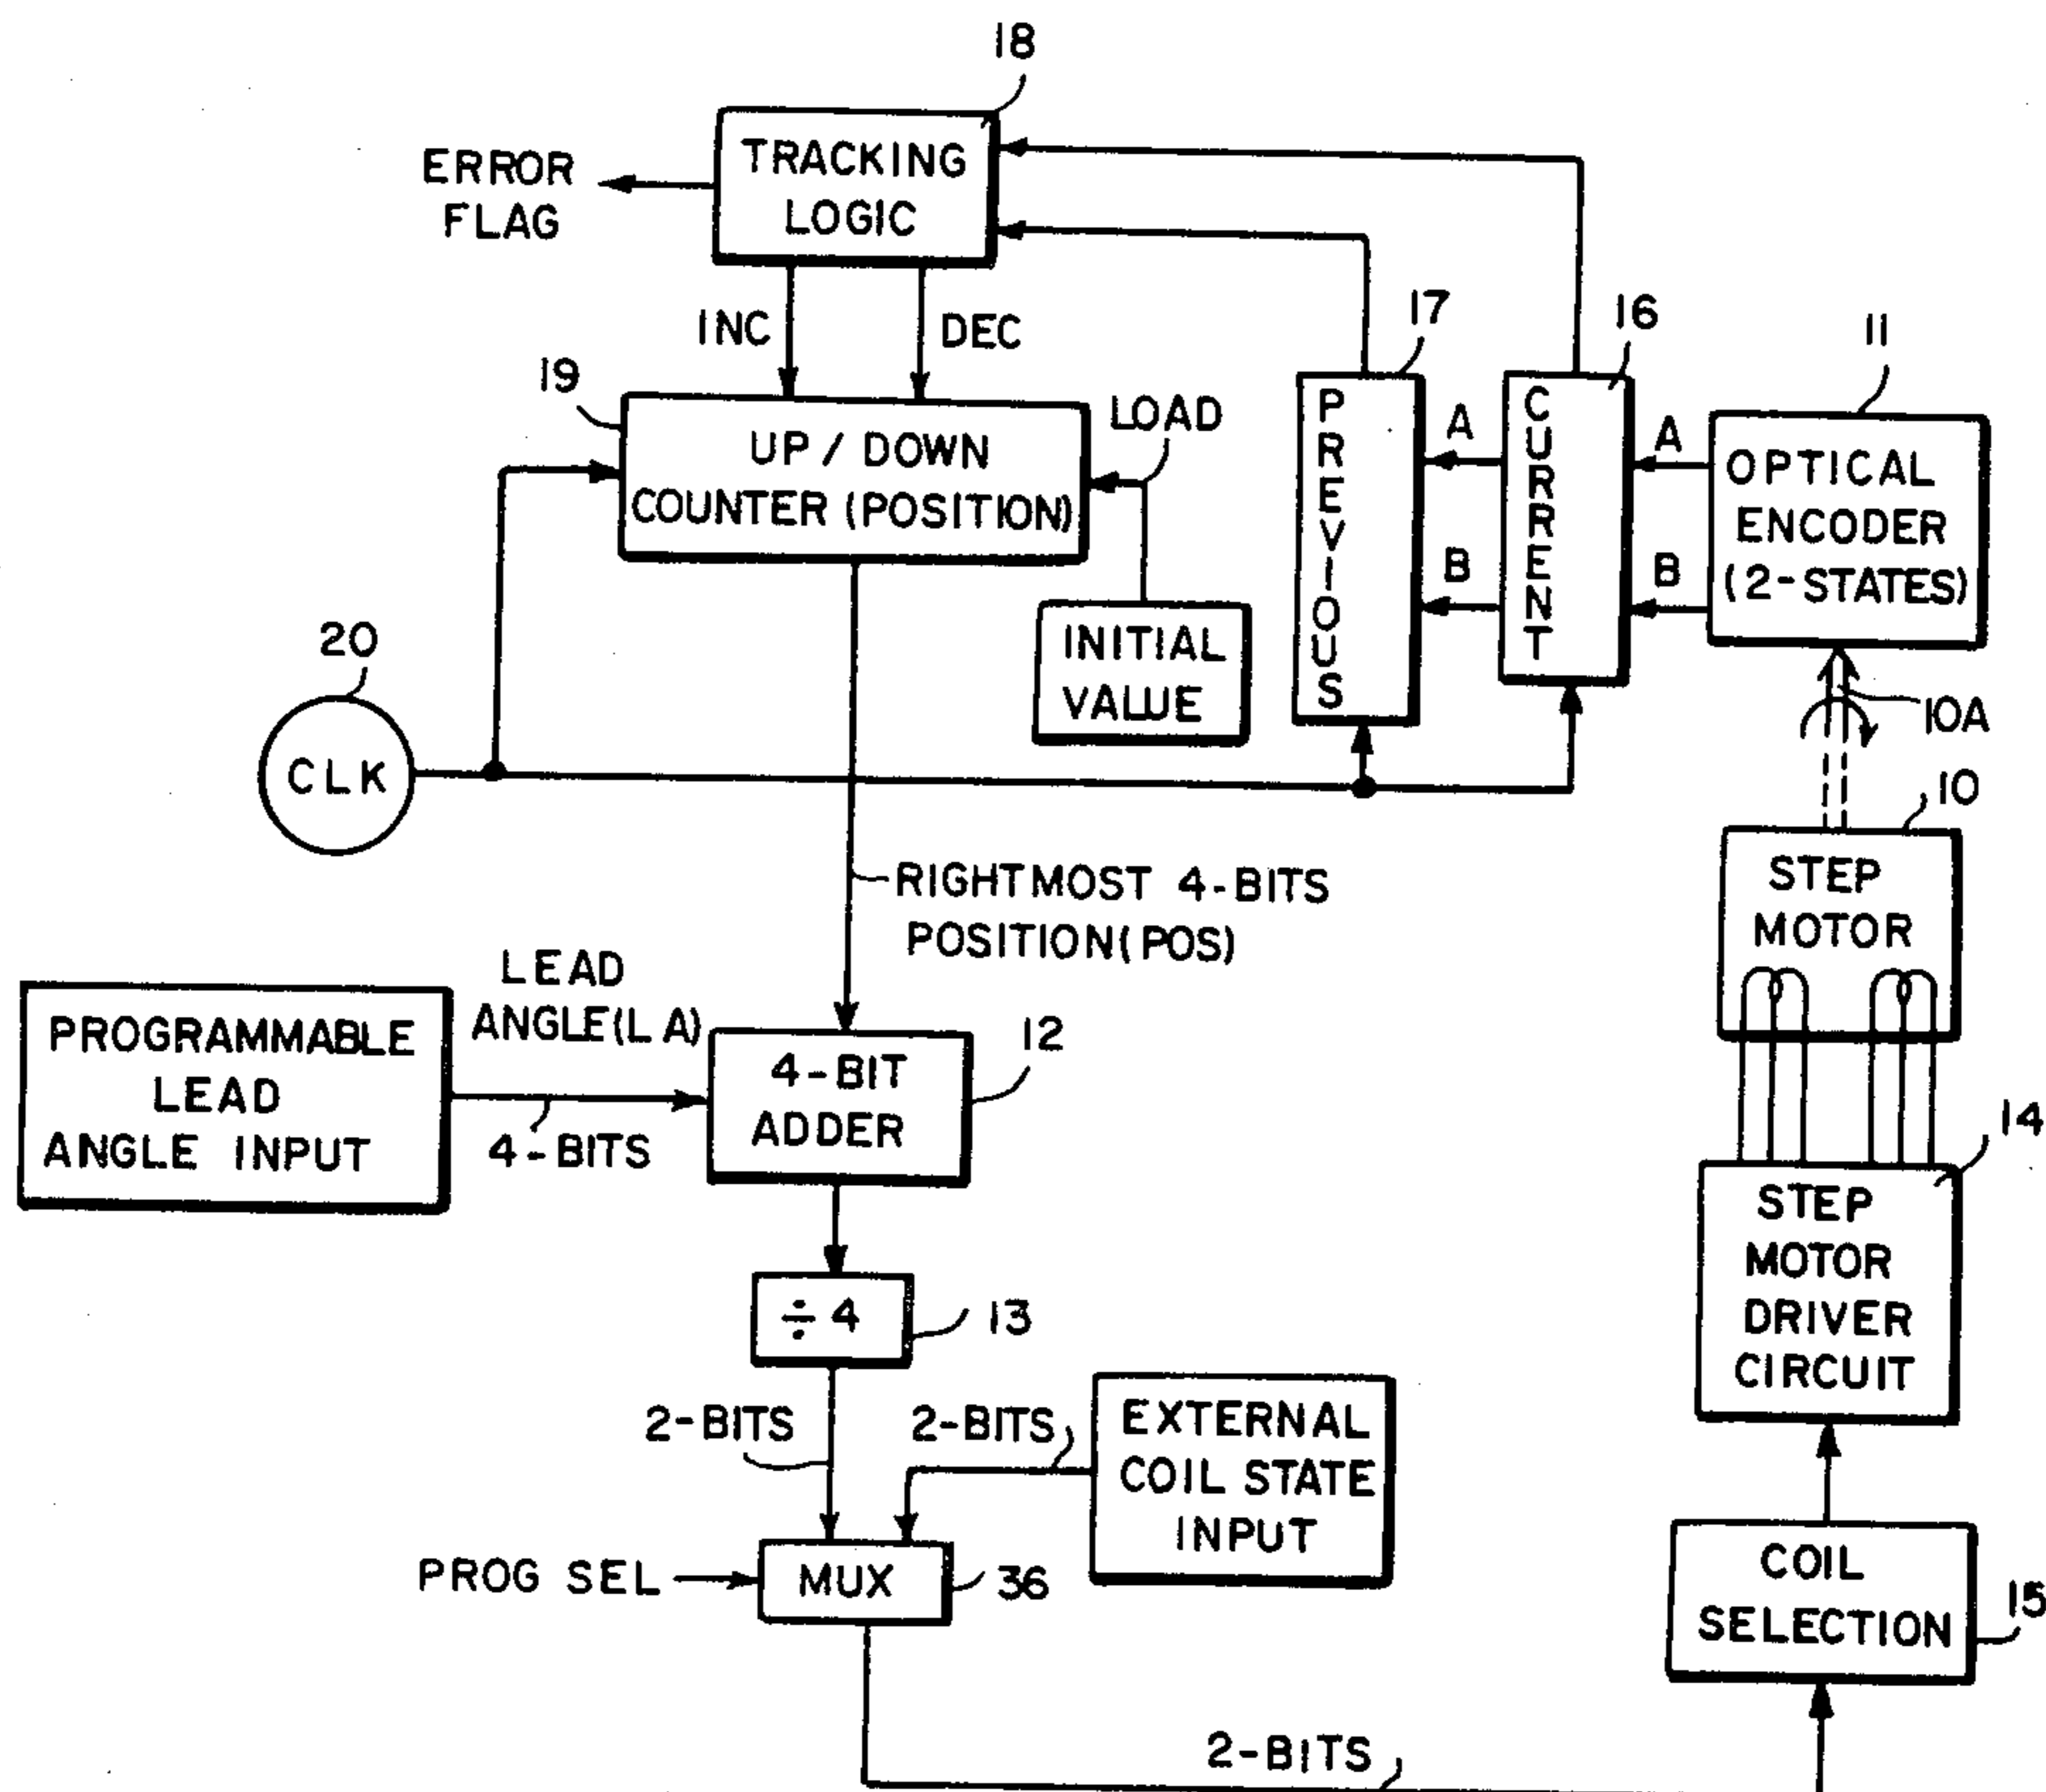 18
TRACKING
LOGIC
ERROR
FLAG
INC
DEC
17
16
11
19
UP / DOWN
COUNTER (POSITION)
LOAD
PREVIOUS
A
B
CURRENT
A
B
OPTICAL
ENCODER
(2-STATES)
INITIAL
VALUE
20
CLK
10A
10
STEP
MOTOR
RIGHTMOST 4-BITS
POSITION(POS)
LEAD
ANGLE(LA)
PROGRAMMABLE
LEAD
ANGLE INPUT
4-BITS
4-BIT
ADDER
12
14
STEP
MOTOR
DRIVER
CIRCUIT
÷4
13
2-BITS
2-BITS
EXTERNAL
COIL STATE
INPUT
PROG SEL
MUX
36
COIL
SELECTION
15
2-BITS